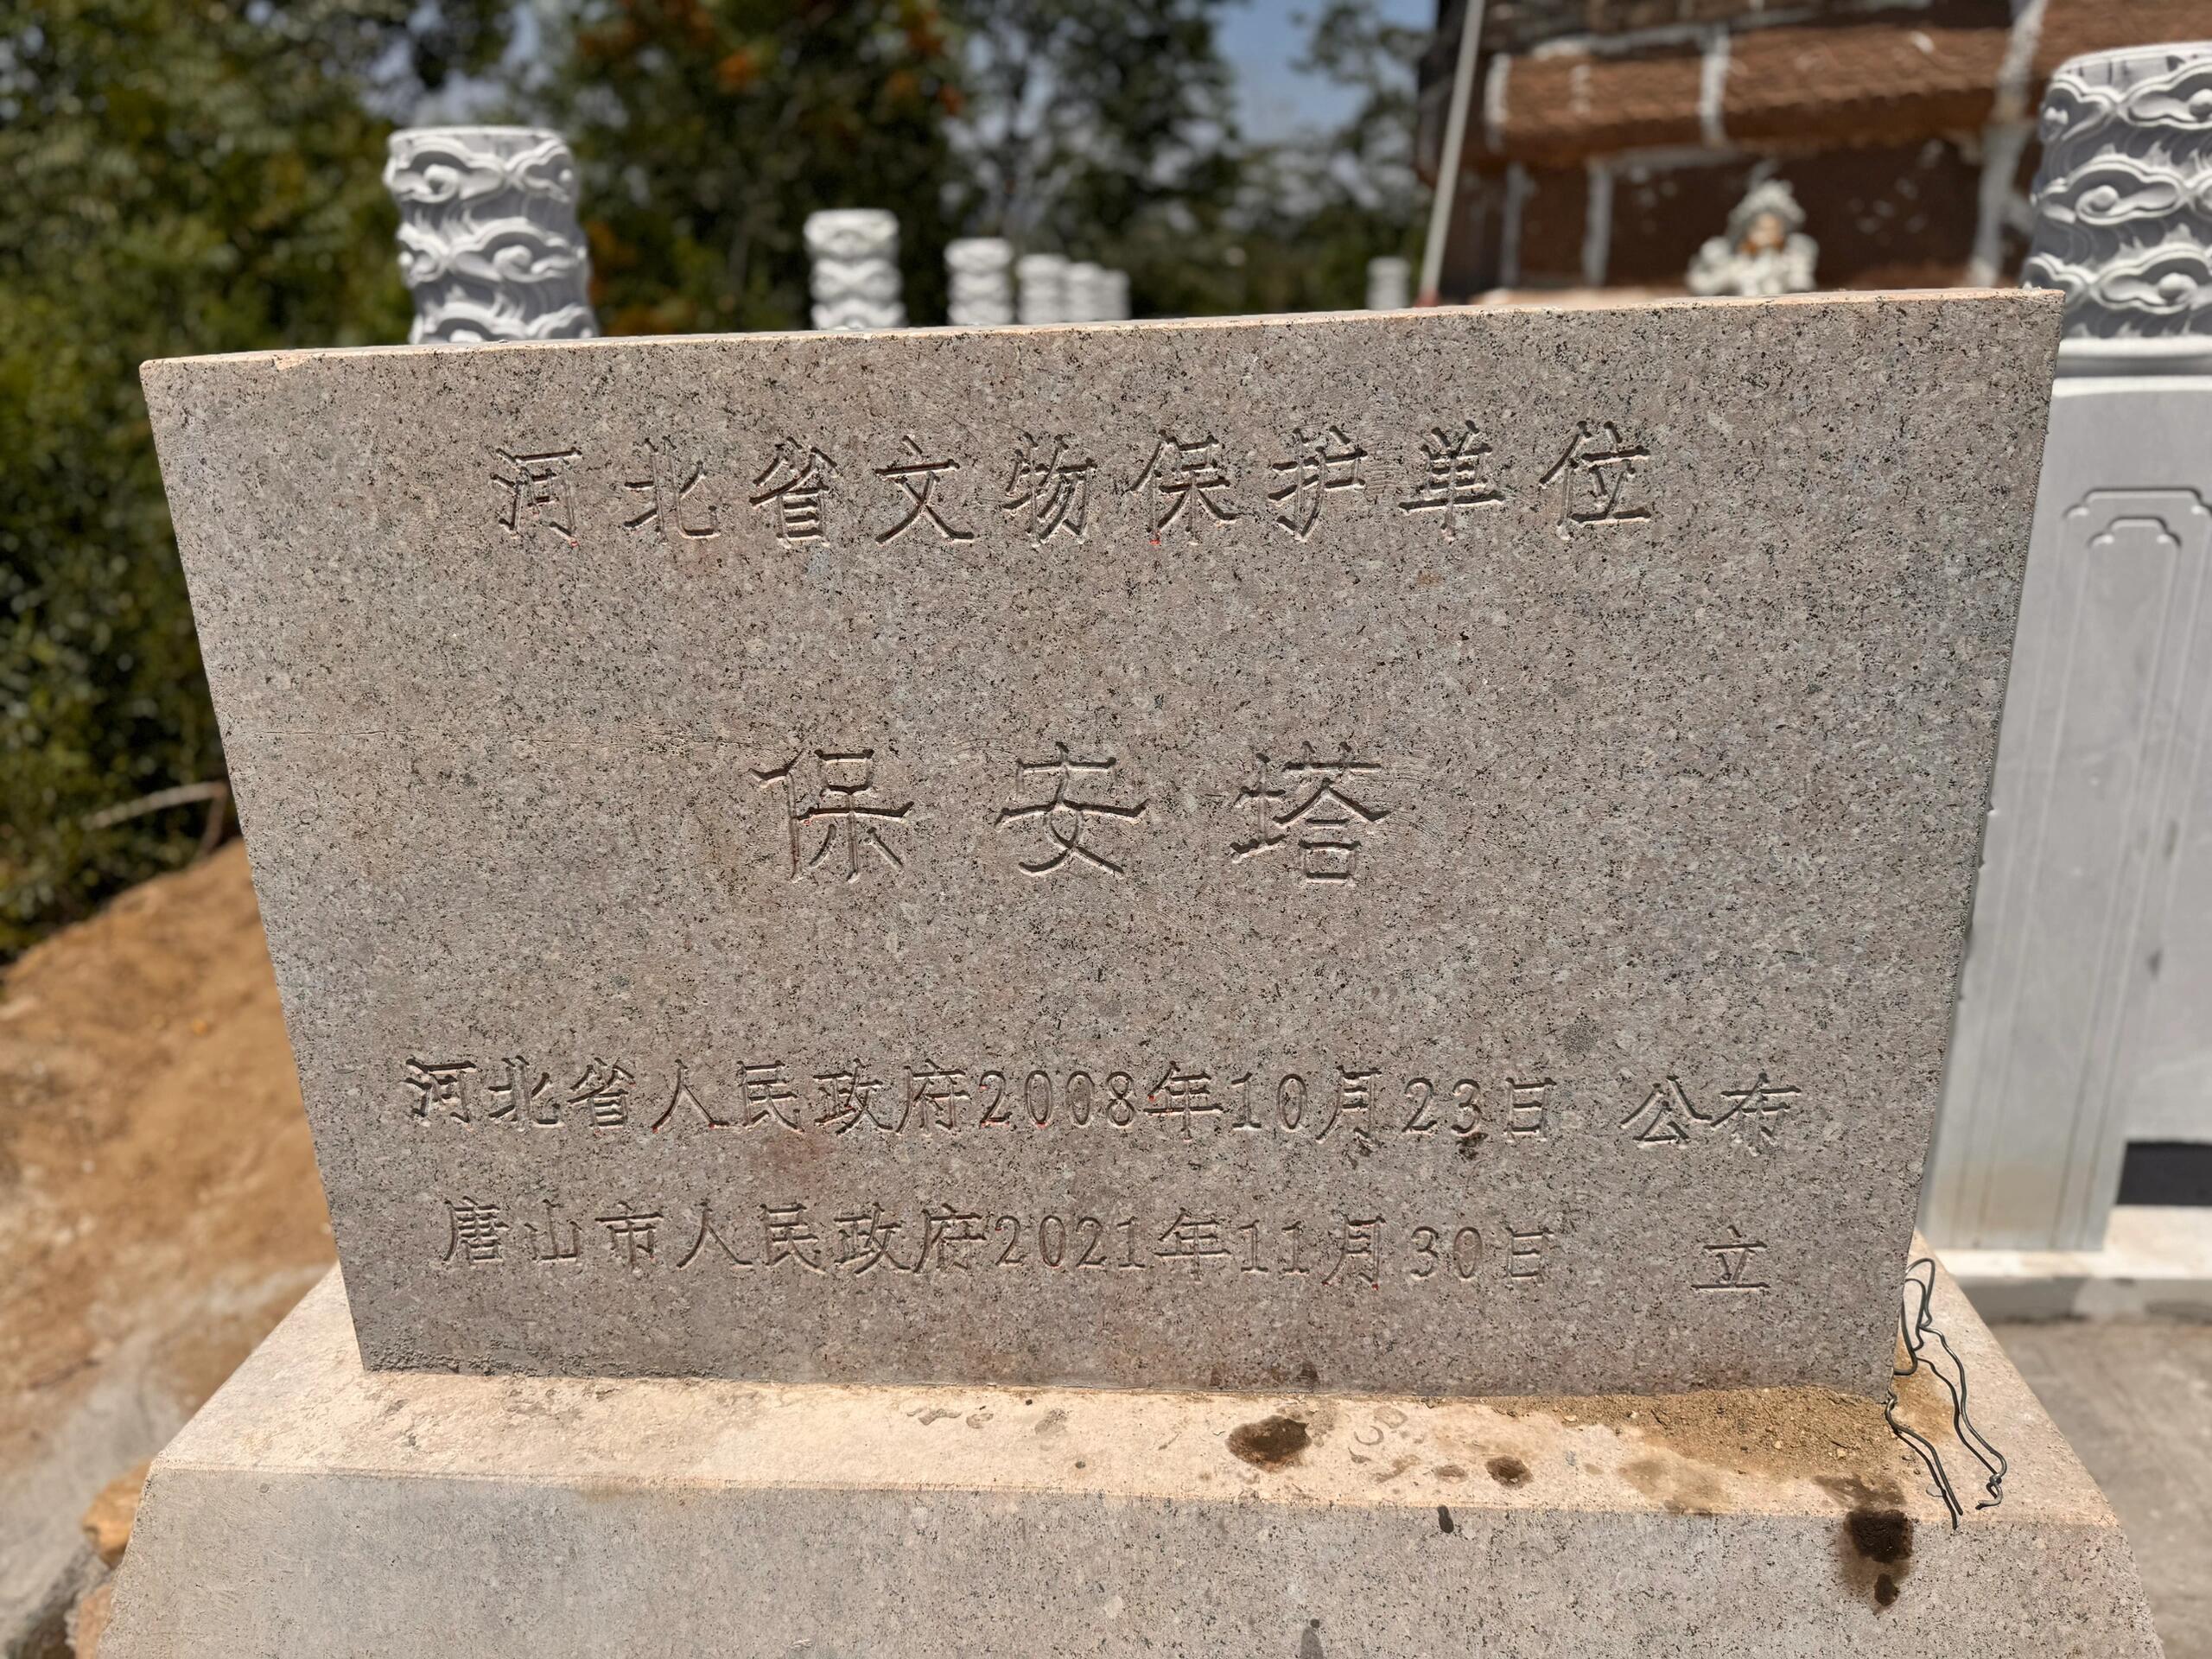 河北省文物保护单位
保安塔
河北省人民政府2008年10月23日 公布
唐山市人民政府2021年11月30日 立